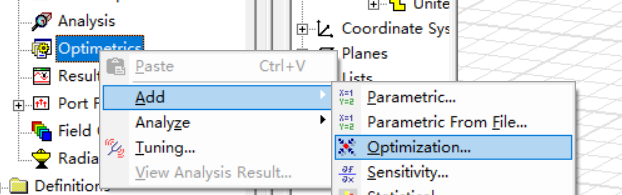 Unite
Analysis
Coordinate Sys
Optimetrics
Planes
Paste Ctrl+V
Lists
Resul
Add
Parametric...
Port F
Analyze
Parametric From File...
Field
Tuning...
Optimization...
Radia
View Analysis Result...
Sensitivity...
Definitions
Statistical